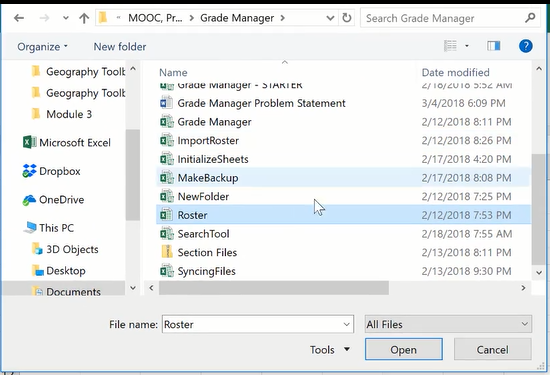 MOOC, Pr... > Grade Manager > Search Grade Manager
Organize New folder ?
Name Date modified
Geography Toolb
Geography Toolb
Module 3
Microsoft Excel
Dropbox
OneDrive
This PC
3D Objects
Desktop
Documents
Grade Manager - STARTER 2/18/2018 5:52 AM
Grade Manager Problem Statement 3/4/2018 6:09 PM
Grade Manager 2/12/2018 8:11 PM
ImportRoster 2/12/2018 8:26 PM
InitializeSheets 2/17/2018 4:20 PM
MakeBackup 2/17/2018 8:08 PM
NewFolder 2/12/2018 7:25 PM
Roster 2/12/2018 7:53 PM
SearchTool 2/18/2018 7:55 AM
Section Files 2/13/2018 8:11 PM
SyncingFiles 2/13/2018 9:30 PM
File name: Roster All Files
Tools Open Cancel